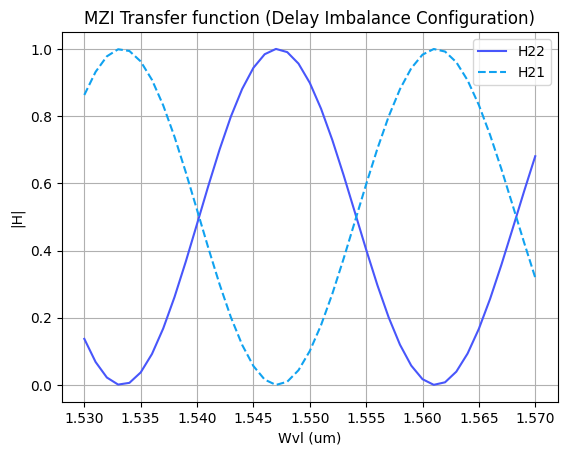 MZI Transfer function (Delay Imbalance Configuration)
H22
H21
|H|
1.0
0.8
0.6
0.4
0.2
0.0
1.530 1.535 1.540 1.545 1.550 1.555 1.560 1.565 1.570
Wvl (um)